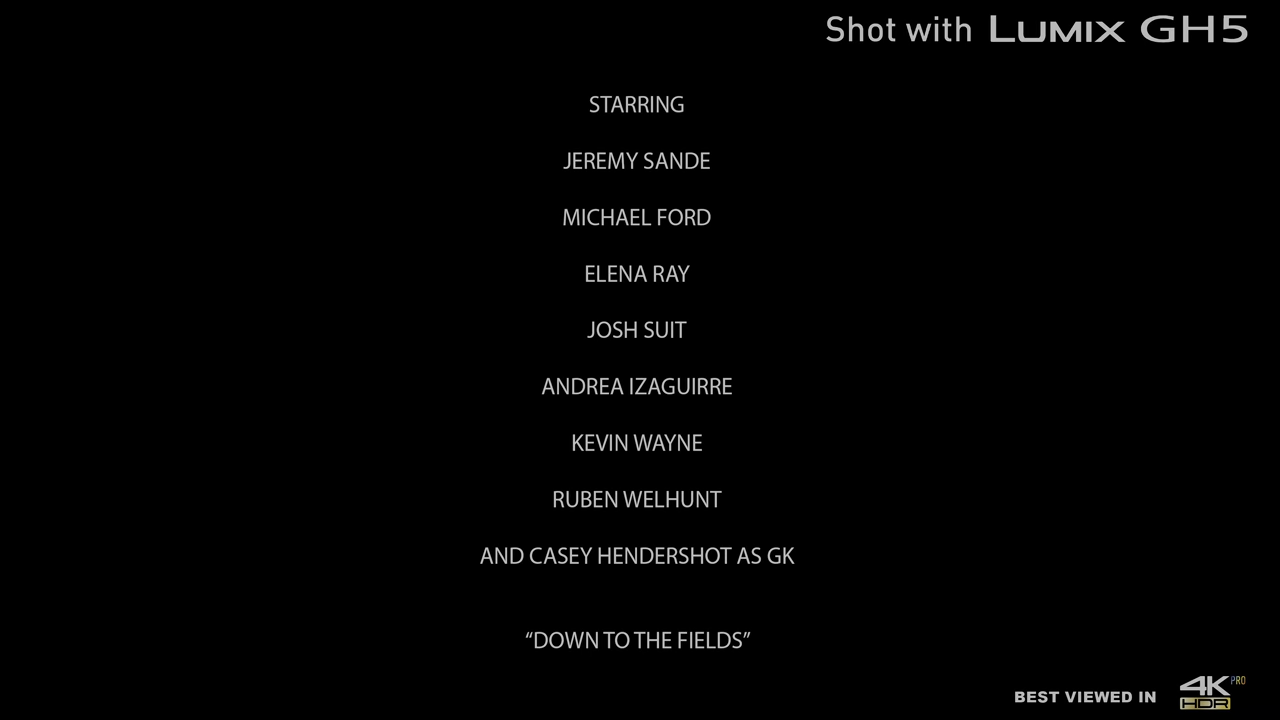 Shot with LUMIX GH5
STARRING
JEREMY SANDE
MICHAEL FORD
ELENA RAY
JOSH SUIT
ANDREA IZAGUIRRE
KEVIN WAYNE
RUBEN WELHUNT
AND CASEY HENDERSHOT AS GK
“DOWN TO THE FIELDS”
BEST VIEWED IN 4K PRO
HDR